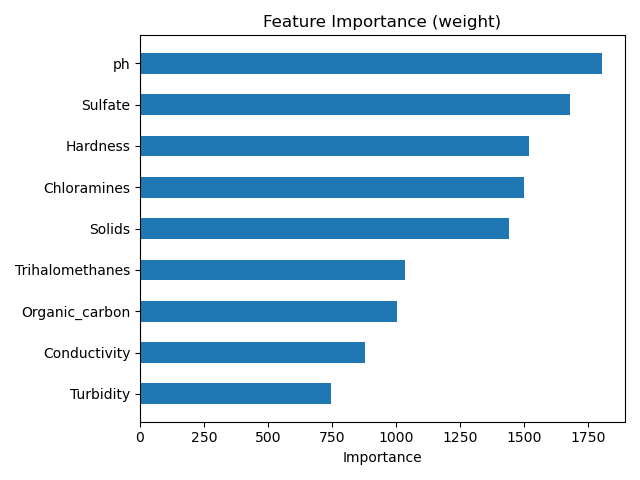 Feature Importance (weight)
ph
Sulfate
Hardness
Chloramines
Solids
Trihalomethanes
Organic_carbon
Conductivity
Turbidity
0 250 500 750 1000 1250 1500 1750
Importance